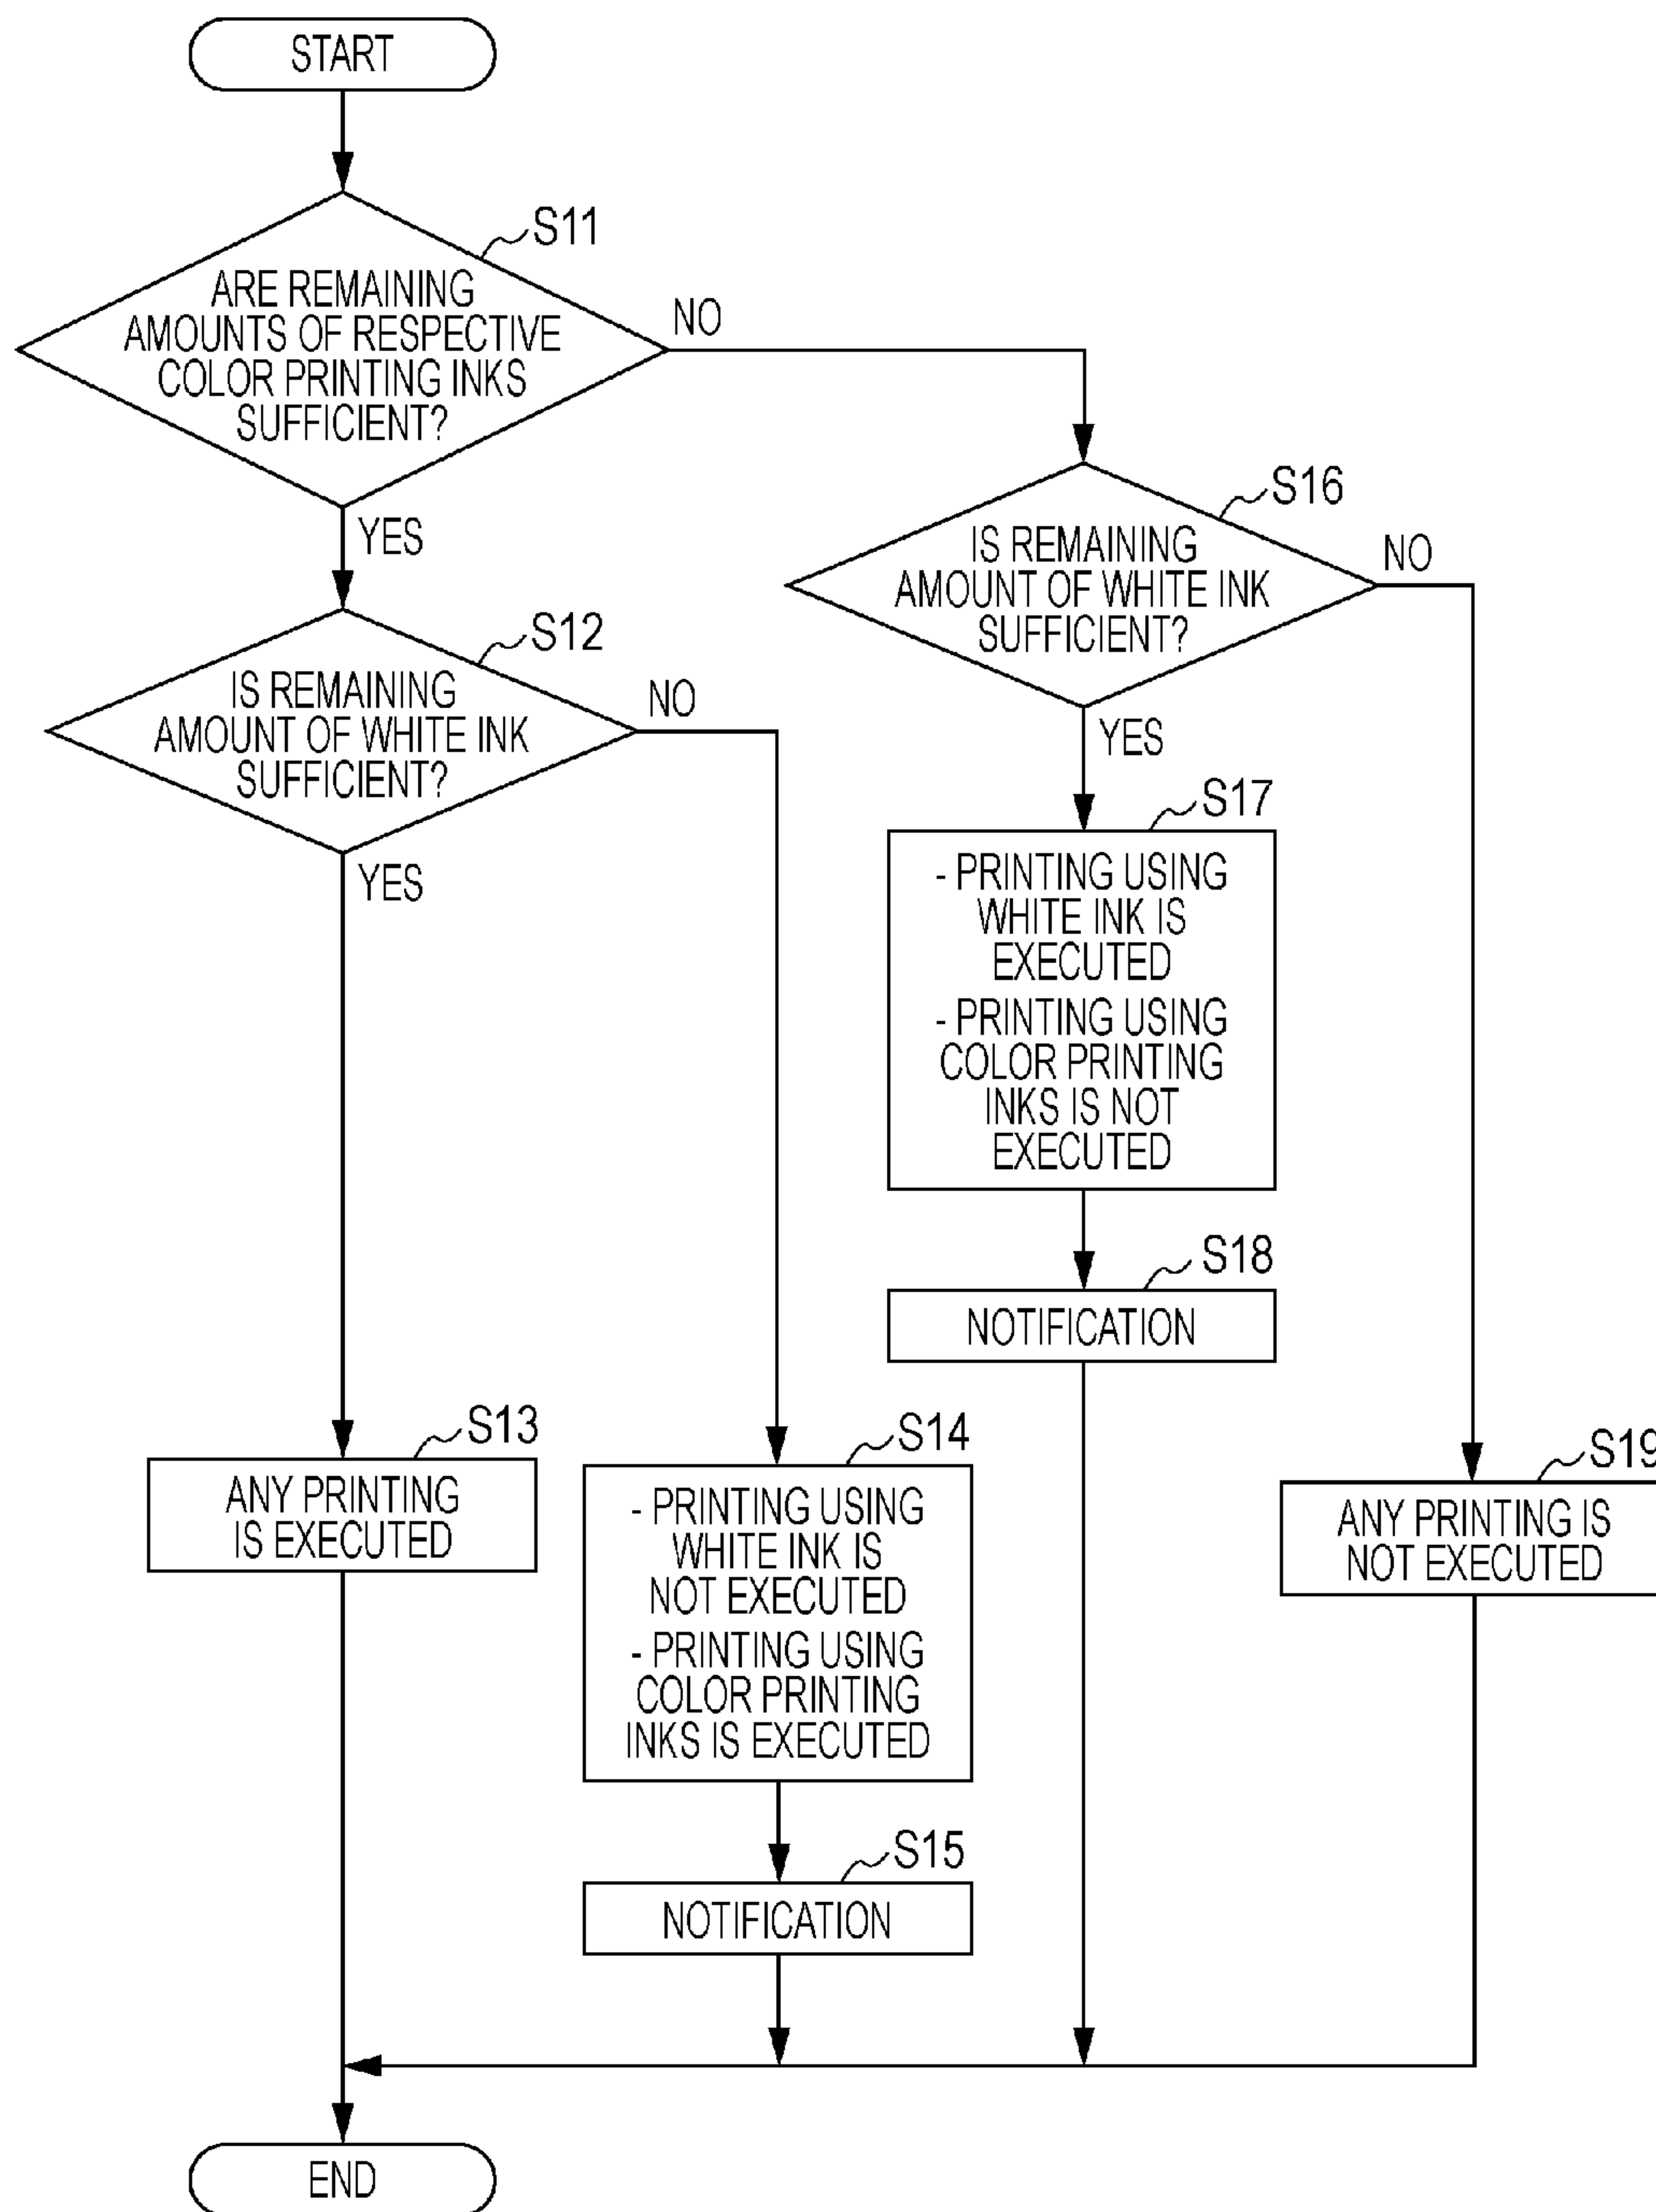 START
S11
ARE REMAINING
AMOUNTS OF RESPECTIVE
COLOR PRINTING INKS
SUFFICIENT?
NO
YES
S12
IS REMAINING
AMOUNT OF WHITE INK
SUFFICIENT?
NO
YES
S13
ANY PRINTING
IS EXECUTED
S14
- PRINTING USING
WHITE INK IS
NOT EXECUTED
- PRINTING USING
COLOR PRINTING
INKS IS EXECUTED
S15
NOTIFICATION
S16
IS REMAINING
AMOUNT OF WHITE INK
SUFFICIENT?
NO
YES
S17
- PRINTING USING
WHITE INK IS
EXECUTED
- PRINTING USING
COLOR PRINTING
INKS IS NOT
EXECUTED
S18
NOTIFICATION
S19
ANY PRINTING IS
NOT EXECUTED
END